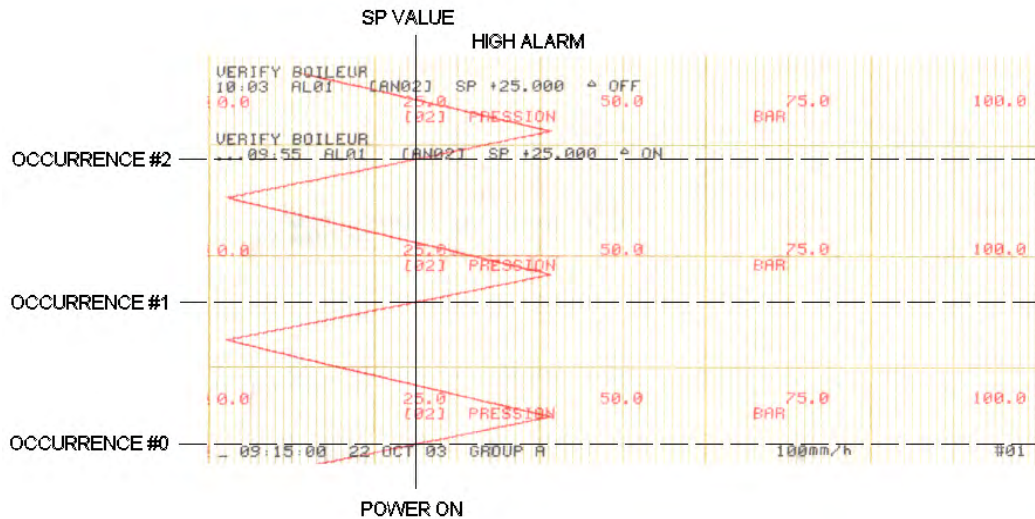 SP VALUE
HIGH ALARM
VERIFY BOILEUR
10:03 AL01 [AN02] SP +25.000 △ OFF
0.0 25.0 50.0 75.0 100.0
[02] PRESSION BAR
VERIFY BOILEUR
OCCURRENCE #2
...09:55 AL01 [AN02] SP +25.000 △ ON
0.0 25.0 50.0 75.0 100.0
[02] PRESSION BAR
OCCURRENCE #1
0.0 25.0 50.0 75.0 100.0
[02] PRESSION BAR
OCCURRENCE #0
_ 09:15:00 22 OCT 03 GROUP A 100mm/h #01
POWER ON